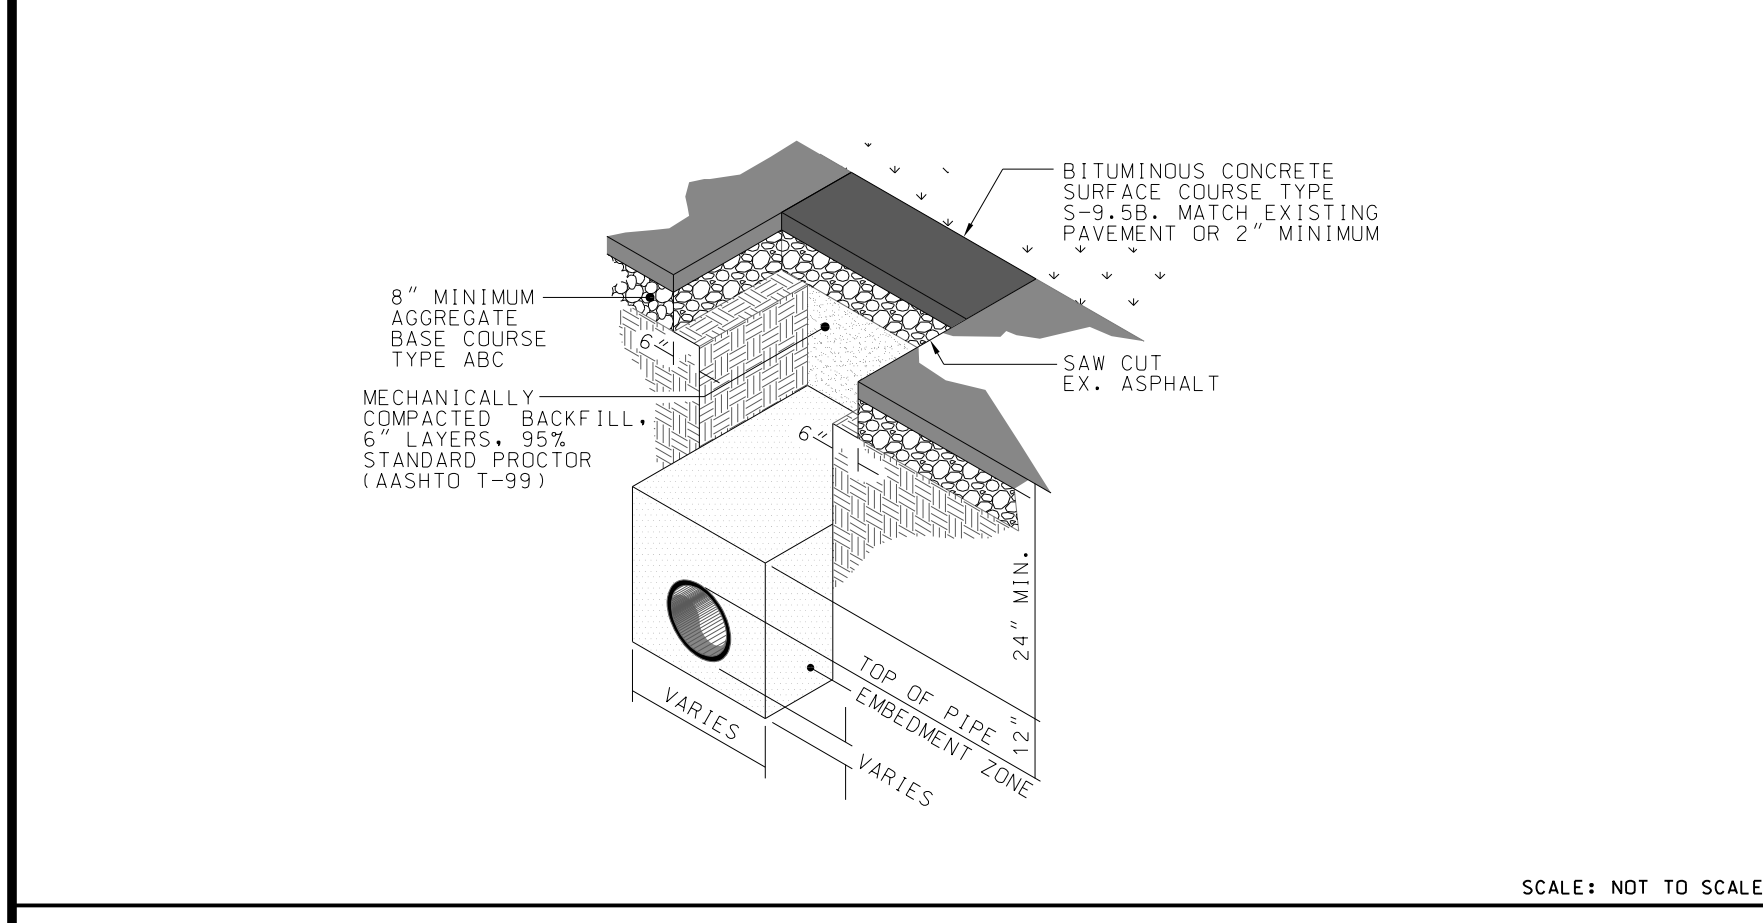 BITUMINOUS CONCRETE
SURFACE COURSE TYPE
S-9.5B. MATCH EXISTING
PAVEMENT OR 2" MINIMUM
8" MINIMUM
AGGREGATE
BASE COURSE
TYPE ABC
6"
SAW CUT
EX. ASPHALT
MECHANICALLY
COMPACTED BACKFILL,
6" LAYERS, 95%
STANDARD PROCTOR
(AASHTO T-99)
6"
24" MIN.
TOP OF PIPE
EMBEDMENT ZONE
12"
VARIES
VARIES
SCALE: NOT TO SCALE